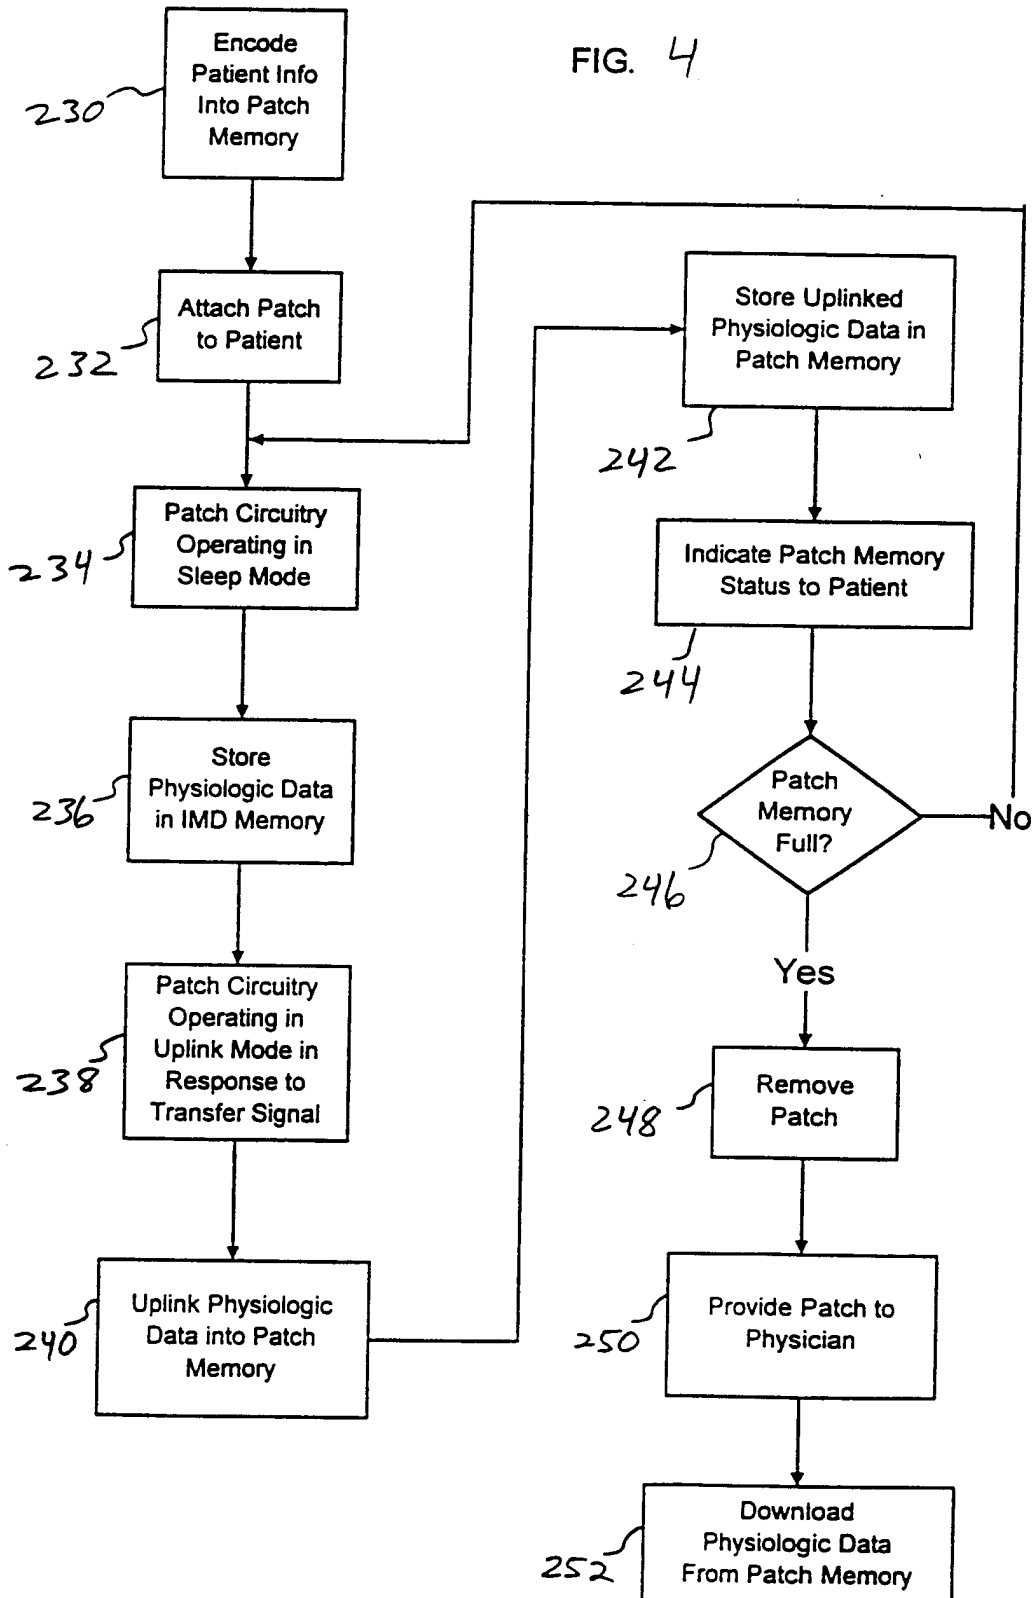 FIG. 4
Encode
Patient Info
Into Patch
Memory
230
Attach Patch
to Patient
232
Patch Circuitry
Operating in
Sleep Mode
234
Store
Physiologic Data
in IMD Memory
236
Patch Circuitry
Operating in
Uplink Mode in
Response to
Transfer Signal
238
Uplink Physiologic
Data into Patch
Memory
240
Store Uplinked
Physiologic Data in
Patch Memory
242
Indicate Patch Memory
Status to Patient
244
Patch
Memory
Full?
246
No
Yes
Remove
Patch
248
Provide Patch to
Physician
250
Download
Physiologic Data
From Patch Memory
252